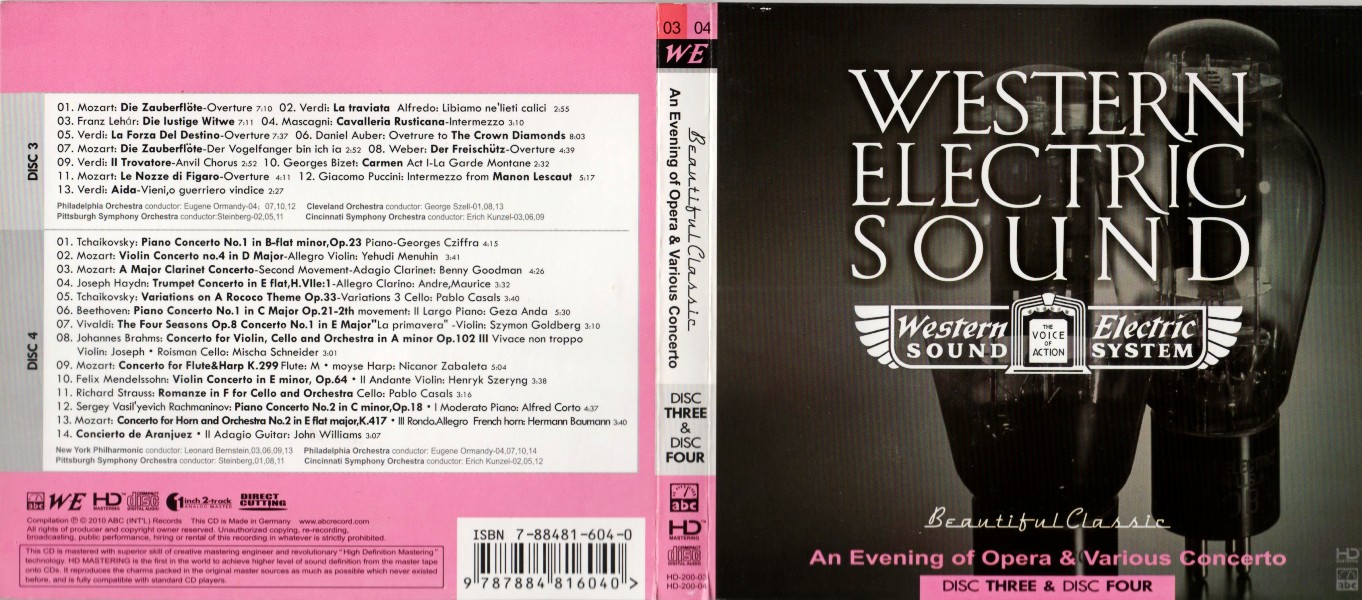 DISC 3
01. Mozart: Die Zauberflöte-Overture 7:10 02. Verdi: La traviata Alfredo: Libiamo ne'lieti calici 2:55
03. Franz Lehár: Die lustige Witwe 7:11 04. Mascagni: Cavalleria Rusticana-Intermezzo 3:10
05. Verdi: La Forza Del Destino-Overture 7:37 06. Daniel Auber: Ovetrure to The Crown Diamonds 8:03
07. Mozart: Die Zauberflöte-Der Vogelfanger bin ich ia 2:52 08. Weber: Der Freischütz-Overture 4:39
09. Verdi: Il Trovatore-Anvil Chorus 2:52 10. Georges Bizet: Carmen Act I-La Garde Montane 2:32
11. Mozart: Le Nozze di Figaro-Overture 4:11 12. Giacomo Puccini: Intermezzo from Manon Lescaut 5:17
13. Verdi: Aida-Vieni,o guerriero vindice 2:27
Philadelphia Orchestra conductor: Eugene Ormandy-04; 07,10,12 Cleveland Orchestra conductor: George Szell-01,08,13
Pittsburgh Symphony Orchestra conductor:Steinberg-02,05,11 Cincinnati Symphony Orchestra conductor: Erich Kunzel-03,06,09
DISC 4
01. Tchaikovsky: Piano Concerto No.1 in B-flat minor,Op.23 Piano-Georges Cziffra 4:15
02. Mozart: Violin Concerto no.4 in D Major-Allegro Violin: Yehudi Menuhin 3:41
03. Mozart: A Major Clarinet Concerto-Second Movement-Adagio Clarinet: Benny Goodman 4:26
04. Joseph Haydn: Trumpet Concerto in E flat,H.VIIe:1-Allegro Clarino: Andre,Maurice 3:32
05. Tchaikovsky: Variations on A Rococo Theme Op.33-Variations 3 Cello: Pablo Casals 3:40
06. Beethoven: Piano Concerto No.1 in C Major Op.21-2th movement: II Largo Piano: Geza Anda 5:30
07. Vivaldi: The Four Seasons Op.8 Concerto No.1 in E Major"La primavera" -Violin: Szymon Goldberg 3:10
08. Johannes Brahms: Concerto for Violin, Cello and Orchestra in A minor Op.102 III Vivace non troppo
Violin: Joseph • Roisman Cello: Mischa Schneider 3:01
09. Mozart: Concerto for Flute&Harp K.299 Flute: M • moyse Harp: Nicanor Zabaleta 5:04
10. Felix Mendelssohn: Violin Concerto in E minor, Op.64 • II Andante Violin: Henryk Szeryng 3:38
11. Richard Strauss: Romanze in F for Cello and Orchestra Cello: Pablo Casals 3:16
12. Sergey Vasil'yevich Rachmaninov: Piano Concerto No.2 in C minor,Op.18 • I Moderato Piano: Alfred Corto 4:37
13. Mozart: Concerto for Horn and Orchestra No.2 in E flat major,K.417 • III Rondo.Allegro French horn: Hermann Baumann 3:40
14. Concierto de Aranjuez • II Adagio Guitar: John Williams 3:07
New York Philharmonic conductor: Leonard Bernstein,03,06,09,13 Philadelphia Orchestra conductor: Eugene Ormandy-04,07,10,14
Pittsburgh Symphony Orchestra conductor: Steinberg,01,08,11 Cincinnati Symphony Orchestra conductor: Erich Kunzel-02,05,12
abc WE HD MASTERING COMPACT disc DIGITAL AUDIO 1 inch 2-track ANALOG MASTER DIRECT CUTTING
Compilation ℗ © 2010 ABC (INT'L) Records This CD is Made in Germany www.abcrecord.com
All rights of producer and copyright owner reserved. Unauthorized copying, re-recording,
broadcasting, public performance, hiring or rental of this recording in whatever is strictly prohibited.
This CD is mastered with superior skill of creative mastering engineer and revolutionary "High Definition Mastering"
technology. HD MASTERING is the first in the world to achieve higher level of sound definition from the master tape
onto CDs. It reproduces the charms packed in the original master sources as much as possible which never existed
before, and is fully compatible with standard CD players.
ISBN 7-88481-604-0
9 787884 816040 >
03 04
WE
Beautiful Classic
An Evening of Opera & Various Concerto
DISC
THREE
&
DISC
FOUR
abc
HD
MASTERING
COMPACT
disc
DIGITAL AUDIO
HD-200-03
HD-200-04
WESTERN
ELECTRIC
SOUND
Western Electric
SOUND SYSTEM
THE
VOICE
OF
ACTION
Beautiful Classic
An Evening of Opera & Various Concerto
DISC THREE & DISC FOUR
HD
abc